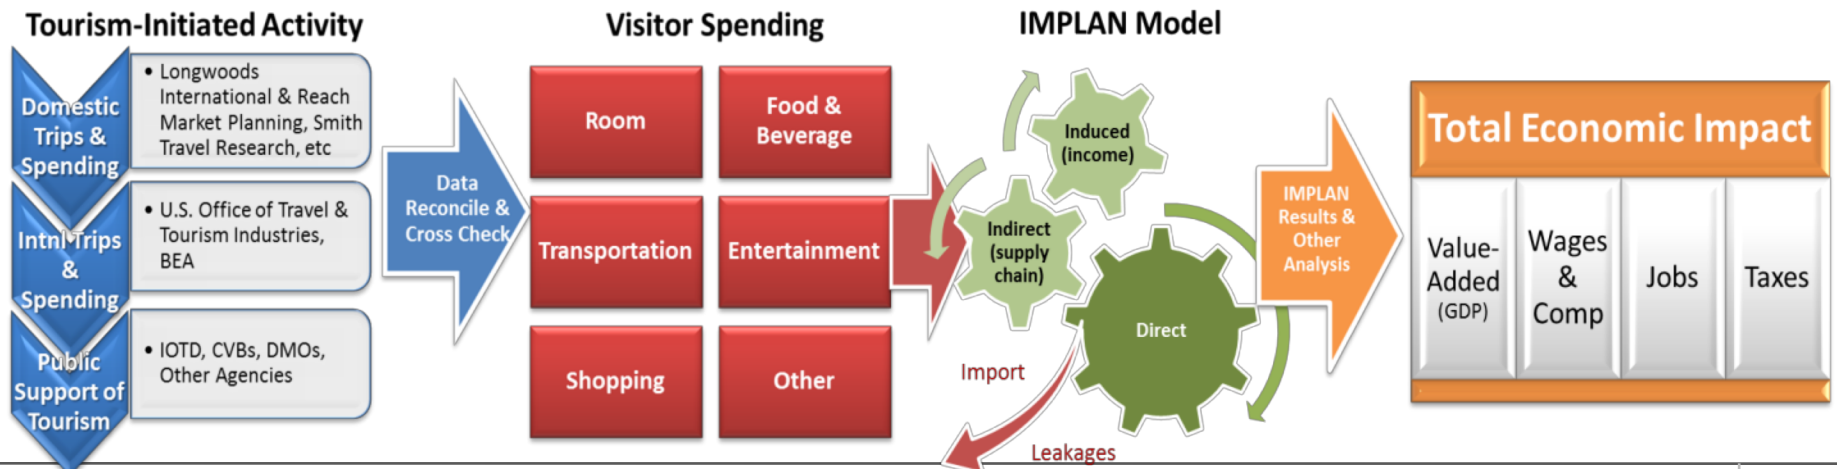 Tourism-Initiated Activity
Domestic
Trips &
Spending
• Longwoods
International & Reach
Market Planning, Smith
Travel Research, etc
Intnl Trips
&
Spending
• U.S. Office of Travel &
Tourism Industries,
BEA
Public
Support of
Tourism
• IOTD, CVBs, DMOs,
Other Agencies
Data
Reconcile &
Cross Check
Visitor Spending
Room
Food &
Beverage
Transportation
Entertainment
Shopping
Other
IMPLAN Model
Induced
(income)
Indirect
(supply
chain)
Direct
Import
Leakages
IMPLAN
Results &
Other
Analysis
Total Economic Impact
Value-
Added
(GDP)
Wages
&
Comp
Jobs
Taxes